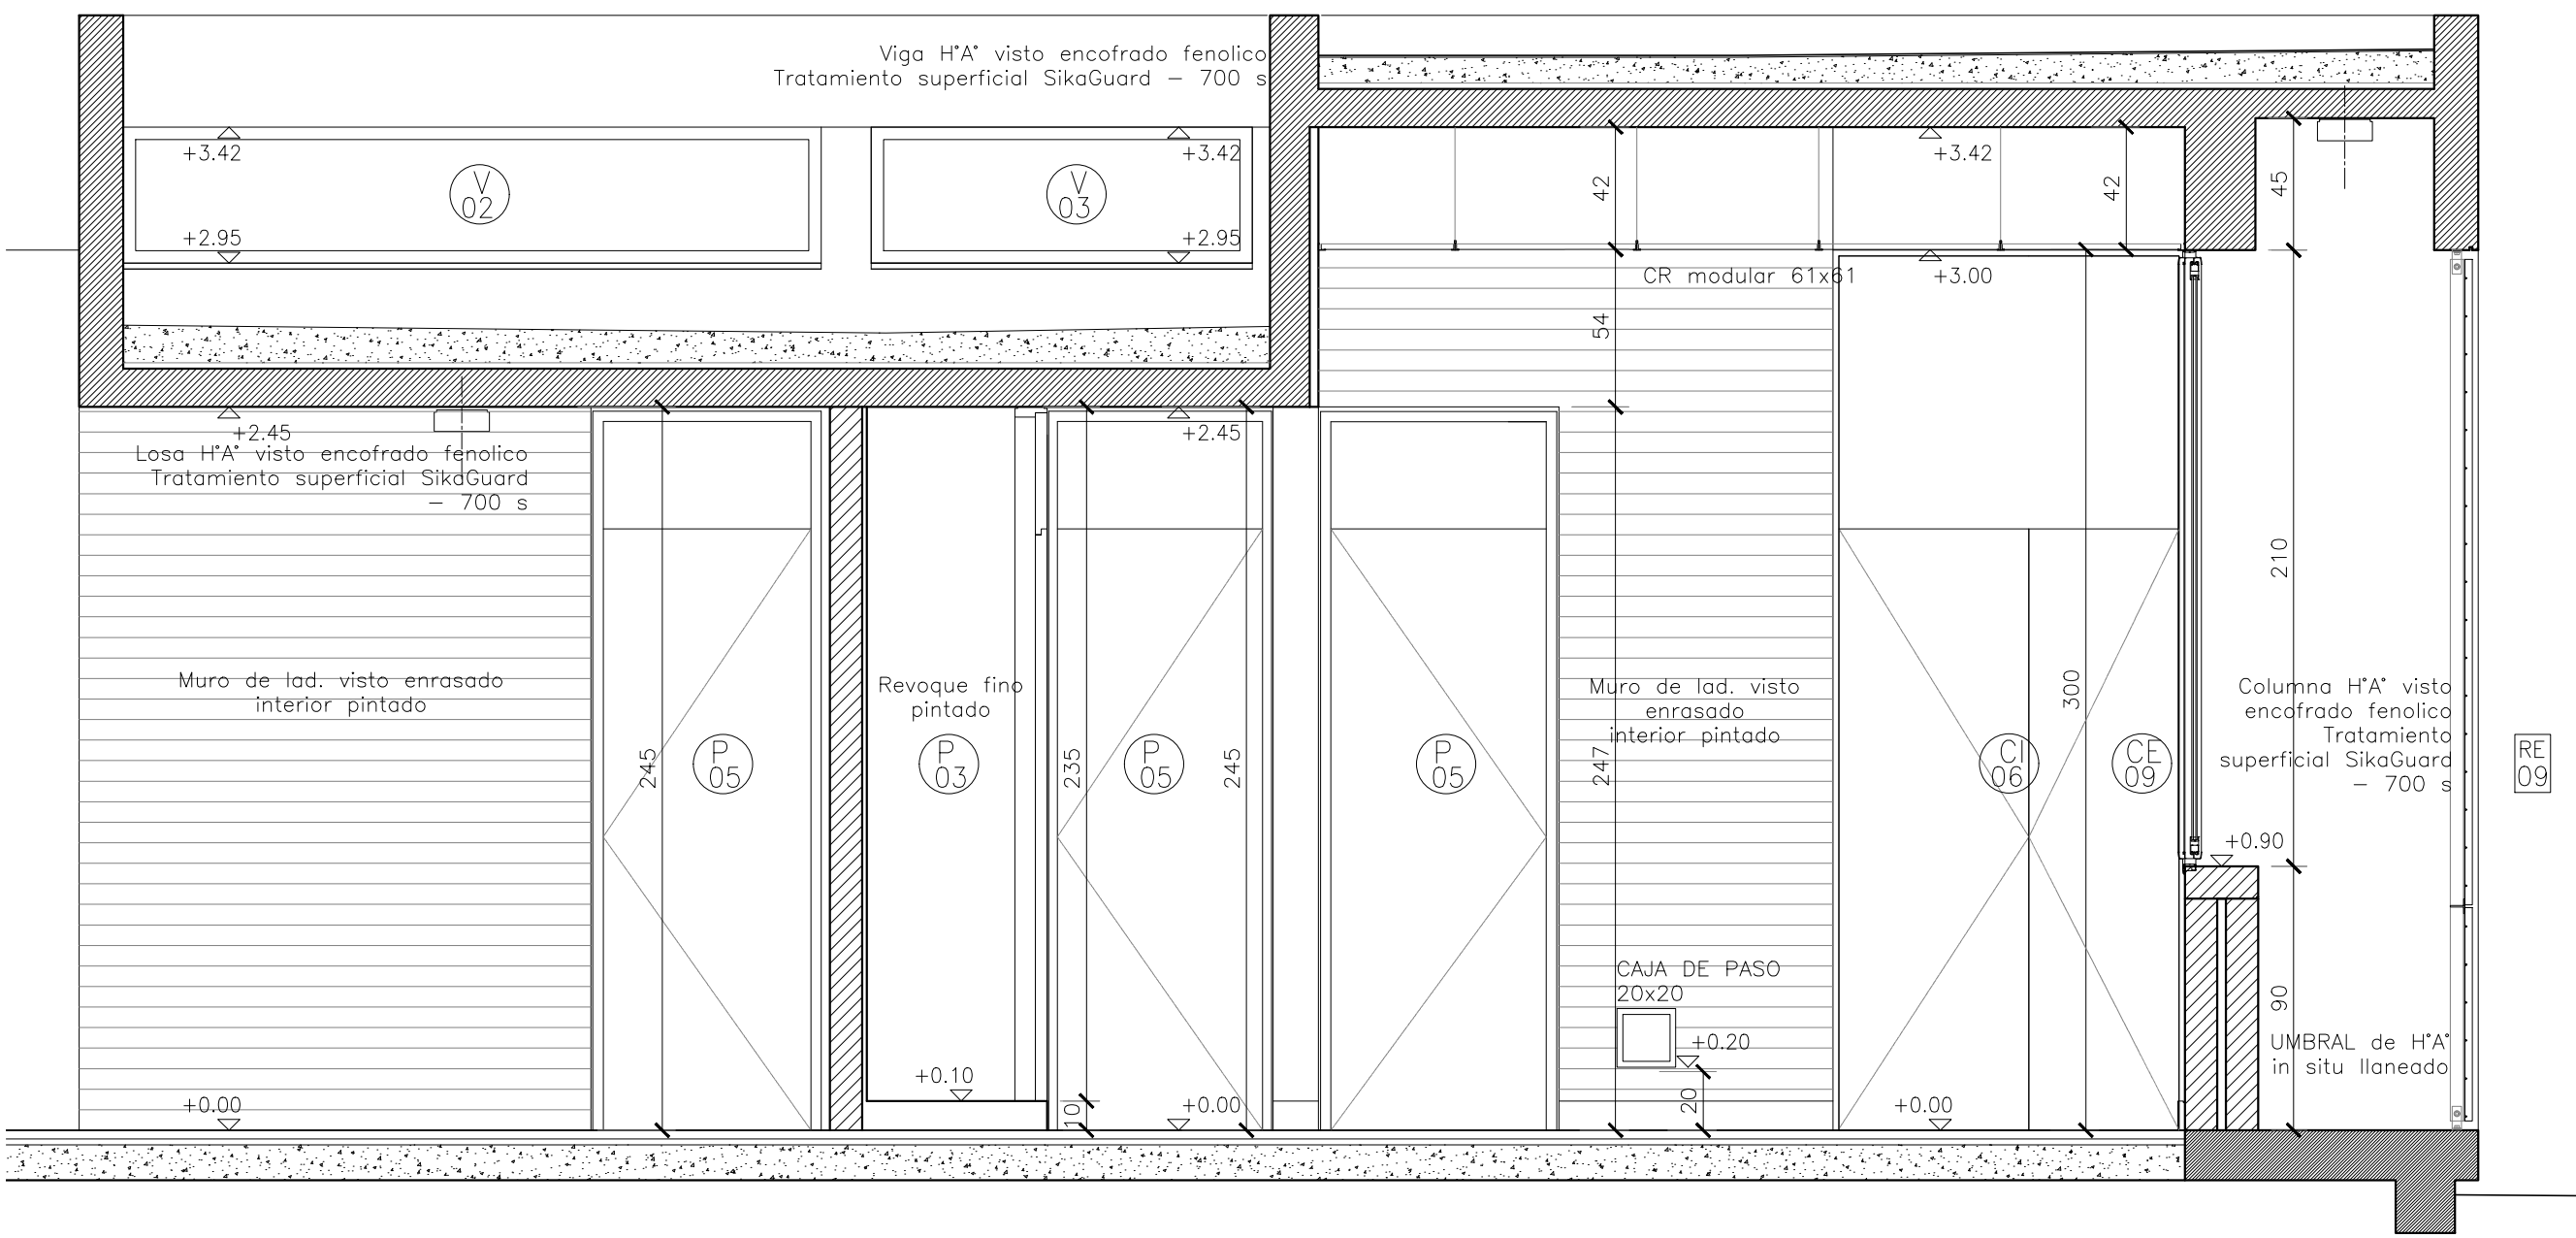 Viga H°A° visto encofrado fenolico
Tratamiento superficial SikaGuard – 700 s
+3.42
V
02
+2.95
+3.42
V
03
+2.95
+3.42
42
42
45
CR modular 61x61
+3.00
54
+2.45
Losa H°A° visto encofrado fenolico
Tratamiento superficial SikaGuard
– 700 s
+2.45
210
Muro de lad. visto enrasado
interior pintado
Revoque fino
pintado
Muro de lad. visto
enrasado
interior pintado
300
Columna H°A° visto
encofrado fenolico
Tratamiento
superficial SikaGuard
– 700 s
245
P
05
P
03
235
P
05
245
P
05
247
CI
06
CE
09
RE
09
+0.90
CAJA DE PASO
20x20
+0.20
90
UMBRAL de H°A°
in situ llaneado
+0.10
+0.00
10
+0.00
20
+0.00